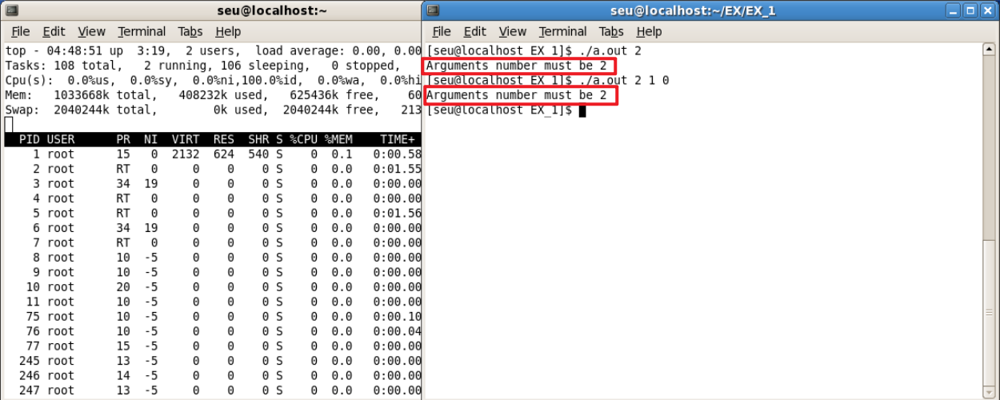 seu@localhost:~
File Edit View Terminal Tabs Help
top - 04:48:51 up  3:19,  2 users,  load average: 0.00, 0.00
Tasks: 108 total,   2 running, 106 sleeping,   0 stopped,
Cpu(s):  0.0%us,  0.0%sy,  0.0%ni,100.0%id,  0.0%wa,  0.0%hi
Mem:   1033668k total,   408232k used,   625436k free,    60
Swap:  2040244k total,        0k used,  2040244k free,   213
PID USER      PR  NI  VIRT  RES  SHR S %CPU %MEM    TIME+
1 root      15   0  2132  624  540 S    0  0.1   0:00.58
2 root      RT   0     0    0    0 S    0  0.0   0:01.55
3 root      34  19     0    0    0 S    0  0.0   0:00.00
4 root      RT   0     0    0    0 S    0  0.0   0:00.00
5 root      RT   0     0    0    0 S    0  0.0   0:01.56
6 root      34  19     0    0    0 S    0  0.0   0:00.00
7 root      RT   0     0    0    0 S    0  0.0   0:00.00
8 root      10  -5     0    0    0 S    0  0.0   0:00.00
9 root      10  -5     0    0    0 S    0  0.0   0:00.00
10 root      20  -5     0    0    0 S    0  0.0   0:00.00
11 root      10  -5     0    0    0 S    0  0.0   0:00.00
75 root      10  -5     0    0    0 S    0  0.0   0:00.10
76 root      10  -5     0    0    0 S    0  0.0   0:00.04
77 root      15  -5     0    0    0 S    0  0.0   0:00.00
245 root      13  -5     0    0    0 S    0  0.0   0:00.00
246 root      14  -5     0    0    0 S    0  0.0   0:00.00
247 root      13  -5     0    0    0 S    0  0.0   0:00.00
seu@localhost:~/EX/EX_1
File Edit View Terminal Tabs Help
[seu@localhost EX_1]$ ./a.out 2
Arguments number must be 2
[seu@localhost EX_1]$ ./a.out 2 1 0
Arguments number must be 2
[seu@localhost EX_1]$